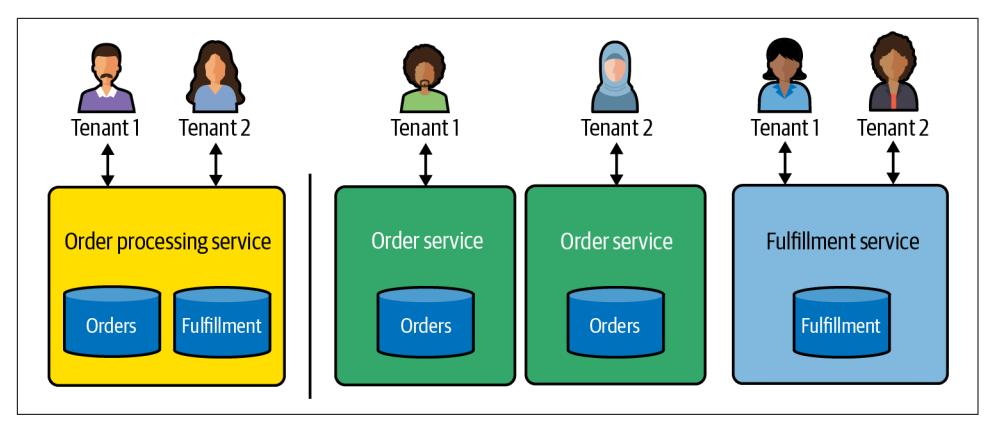 Tenant 1
Tenant 2
Order processing service
Orders
Fulfillment
Tenant 1
Order service
Orders
Tenant 2
Order service
Orders
Tenant 1
Tenant 2
Fulfillment service
Fulfillment